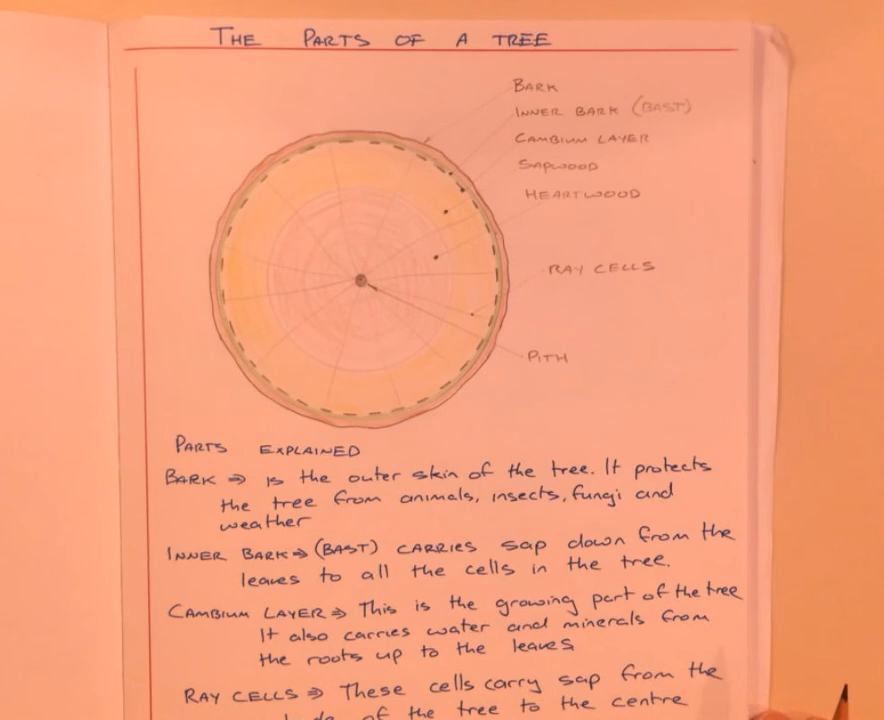 THE PARTS OF A TREE
BARK
INNER BARK (BAST)
CAMBIUM LAYER
SAPWOOD
HEARTWOOD
RAY CELLS
PITH
PARTS EXPLAINED
BARK ⇒ is the outer skin of the tree. It protects
the tree from animals, insects, fungi and
weather
INNER BARK ⇒ (BAST) CARRIES sap down from the
leaves to all the cells in the tree.
CAMBIUM LAYER ⇒ This is the growing part of the tree
It also carries water and minerals from
the roots up to the leaves
RAY CELLS ⇒ These cells carry sap from the
of the tree to the centre